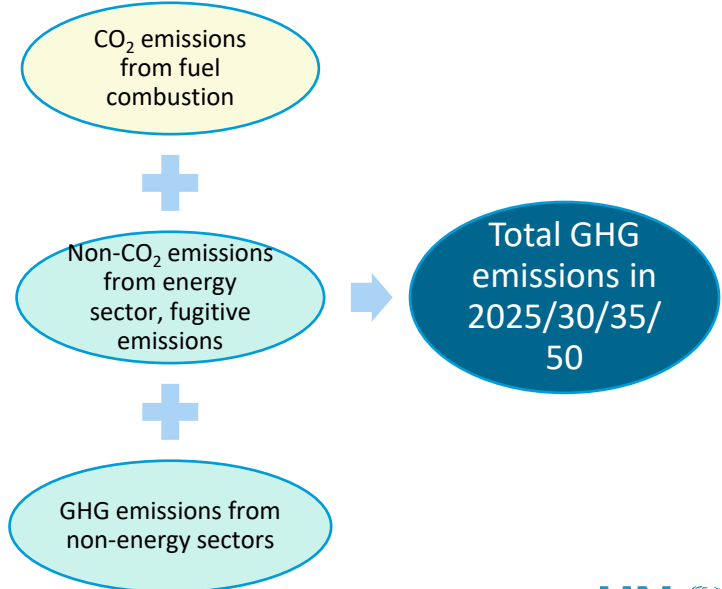 CO₂ emissions
from fuel
combustion
Non-CO₂ emissions
from energy
sector, fugitive
emissions
GHG emissions from
non-energy sectors
Total GHG
emissions in
2025/30/35/
50